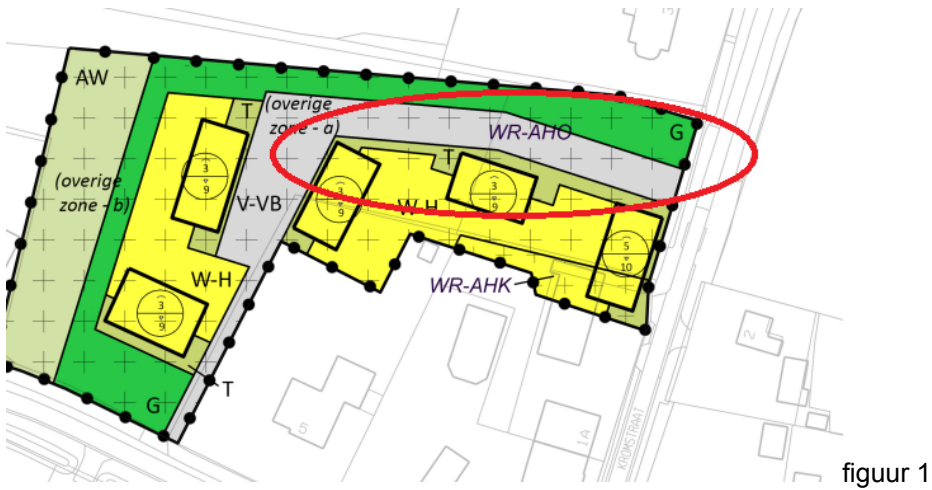 AW
T
(overige
zone - a)
WR-AHO
G
(overige
zone - b)
3
9
V-VB
T
3
9
3
9
W-H
5
10
W-H
WR-AHK
3
9
T
G
5
1A
2
3
KROMSTRAAT
figuur 1